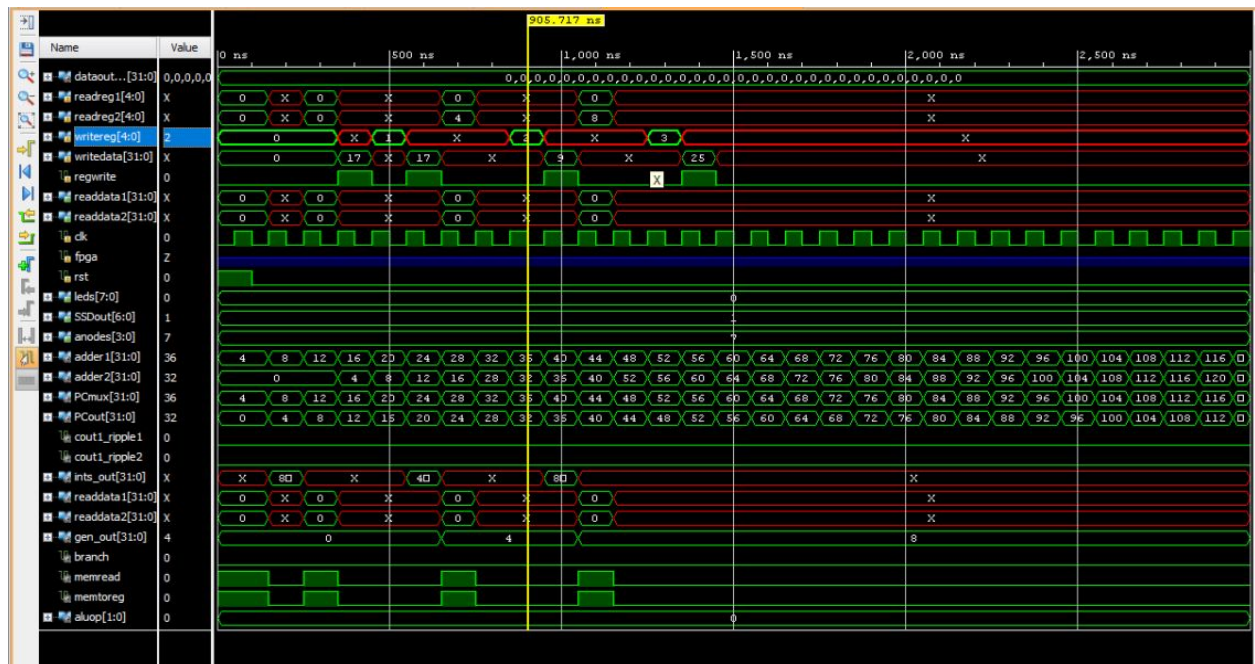 905.717 ns
Name Value
0 ns 500 ns 1,000 ns 1,500 ns 2,000 ns 2,500 ns
dataout...[31:0] 0,0,0,0,0 0,0,0,0,0,0,0,0,0,0,0,0,0,0,0,0,0,0,0,0,0,0,0,0,0,0,0,0
readreg1[4:0] X 0 X 0 X 0 X 0 X
readreg2[4:0] X 0 X 0 X 4 X 8 X
writereg[4:0] 2 0 X 1 X 2 X 3 X
writedata[31:0] X 0 17 X 17 X 9 X 25 X
regwrite 0 X
readdata1[31:0] X 0 X 0 X 0 X 0 X
readdata2[31:0] X 0 X 0 X 0 X 0 X
clk 0
fpga Z
rst 0
leds[7:0] 0 0
SSDout[6:0] 1 1
anodes[3:0] 7 7
adder1[31:0] 36 4 8 12 16 20 24 28 32 36 40 44 48 52 56 60 64 68 72 76 80 84 88 92 96 100 104 108 112 116
adder2[31:0] 32 0 4 8 12 16 28 32 36 40 52 56 60 64 68 72 76 80 84 88 92 96 100 104 108 112 116 120
PCmux[31:0] 36 4 8 12 16 20 24 28 32 36 40 44 48 52 56 60 64 68 72 76 80 84 88 92 96 100 104 108 112 116
PCout[31:0] 32 0 4 8 12 16 20 24 28 32 36 40 44 48 52 56 60 64 68 72 76 80 84 88 92 96 100 104 108 112
cout1_ripple1 0
cout1_ripple2 0
ints_out[31:0] X X 8 X 4 X 8 X
readdata1[31:0] X 0 X 0 X 0 X 0 X
readdata2[31:0] X 0 X 0 X 0 X 0 X
gen_out[31:0] 4 0 4 8
branch 0
memread 0
memtoreg 0
aluop[1:0] 0 0